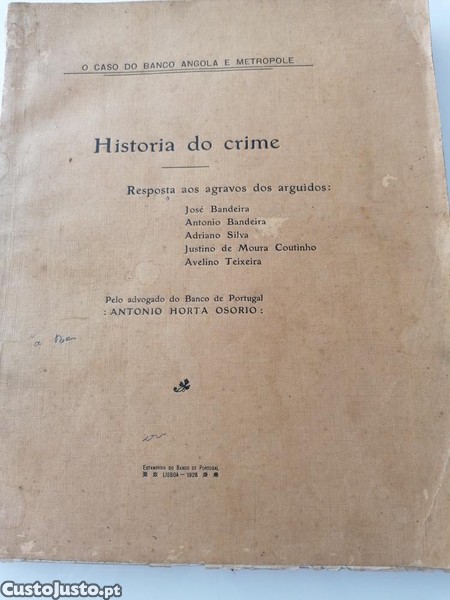 O CASO DO BANCO ANGOLA E METROPOLE
Historia do crime
Resposta aos agravos dos arguidos:
José Bandeira
Antonio Bandeira
Adriano Silva
Justino de Moura Coutinho
Avelino Teixeira
Pelo advogado do Banco de Portugal
: ANTONIO HORTA OSORIO :
ESTAMPARIA DO BANCO DE PORTUGAL
LISBOA — 1928
CustoJusto.pt